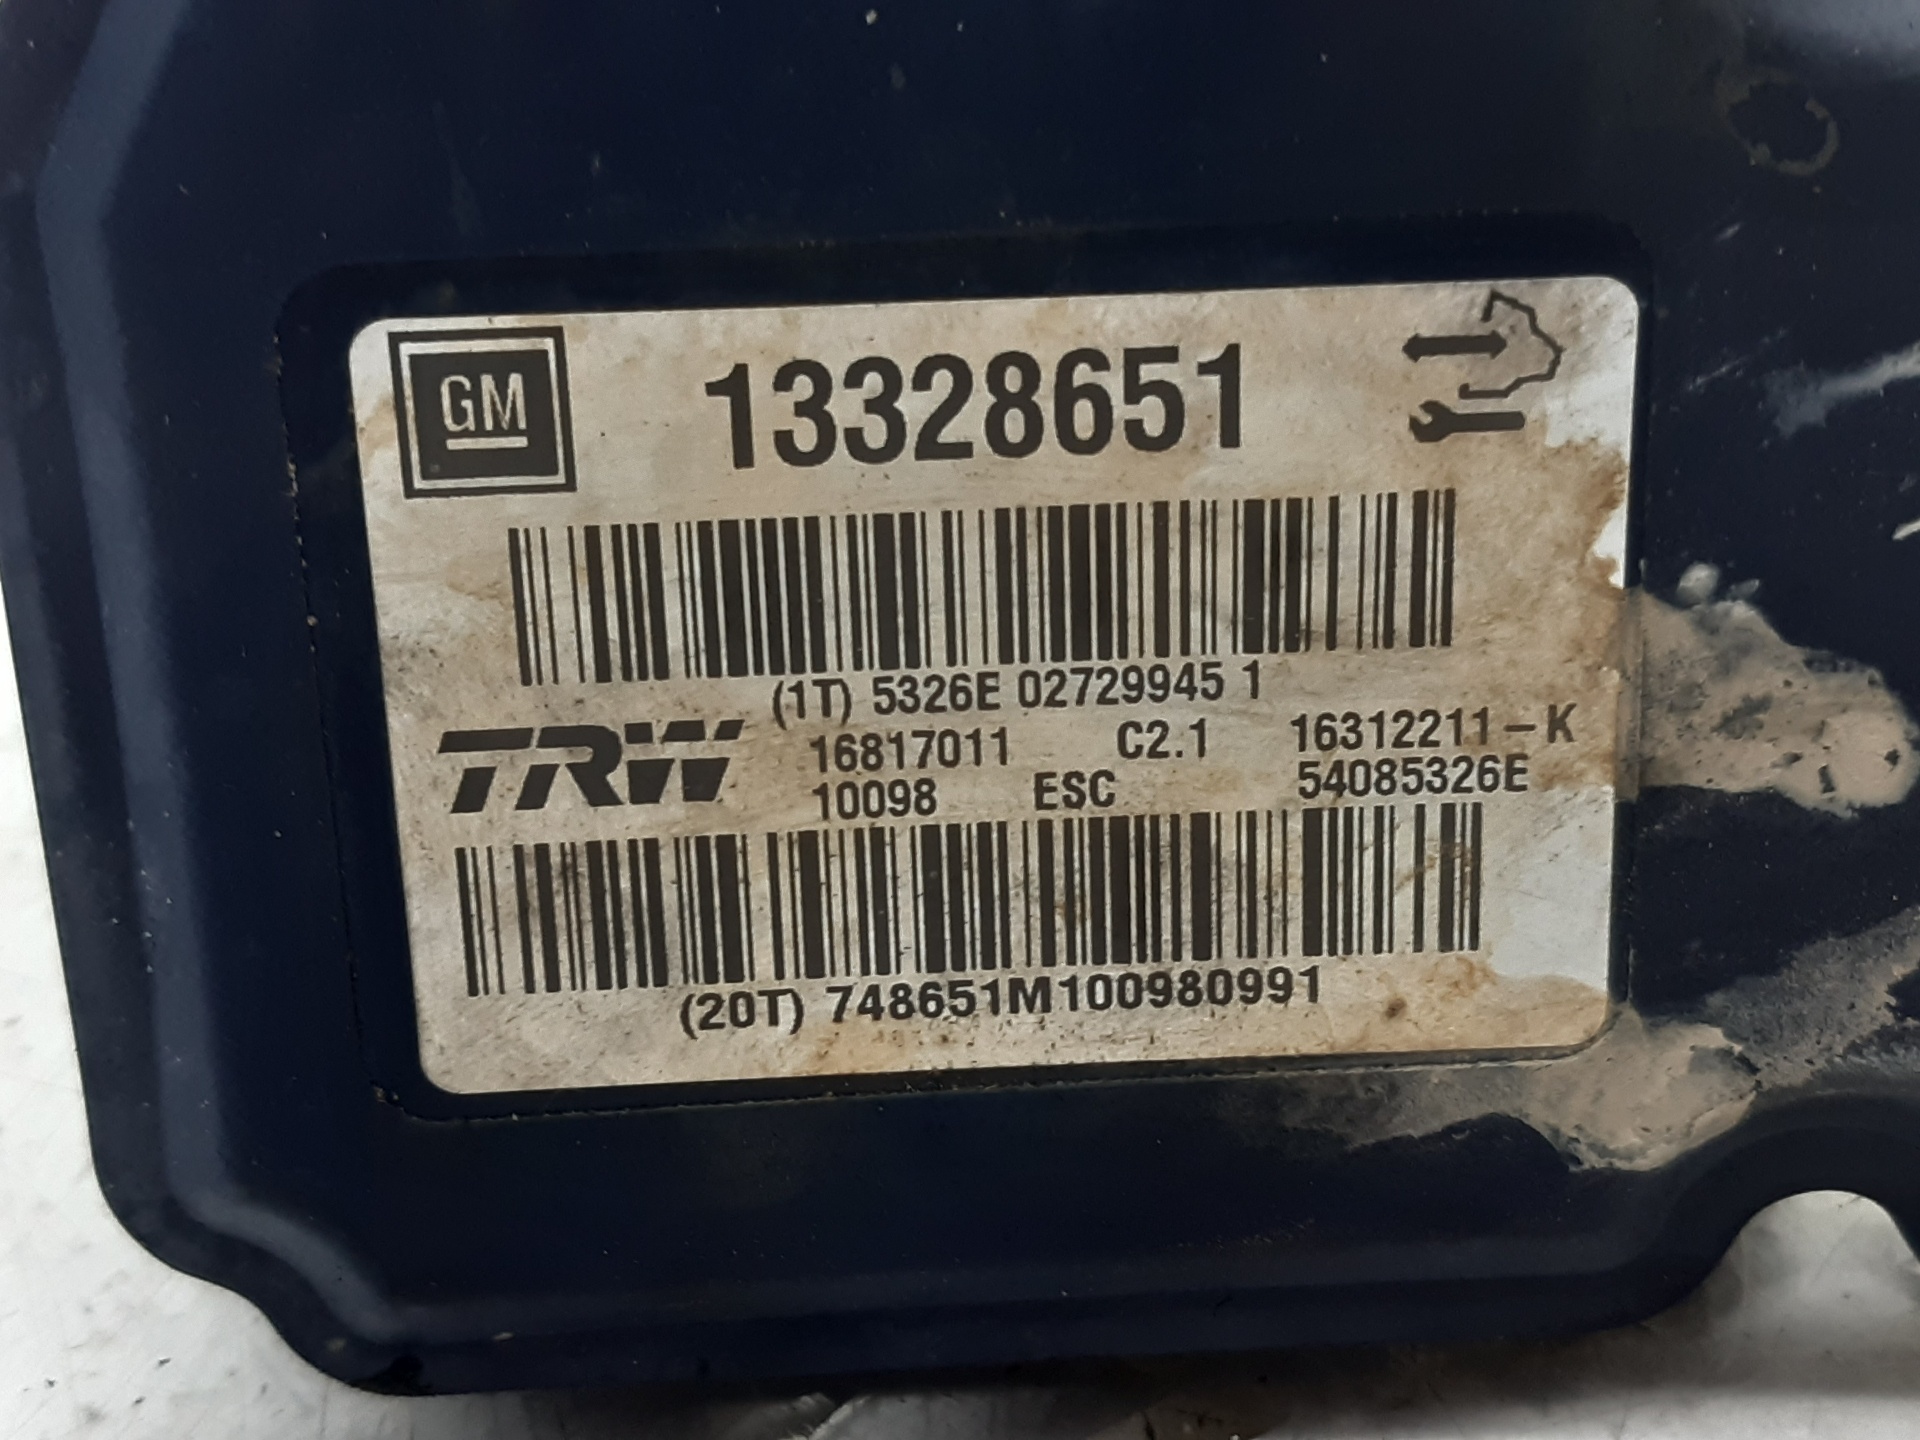 GM
13328651
(1T) 5326E 02729945 1
TRW
16817011 C2.1 16312211-K
10098 ESC 54085326E
(20T) 748651M100980991